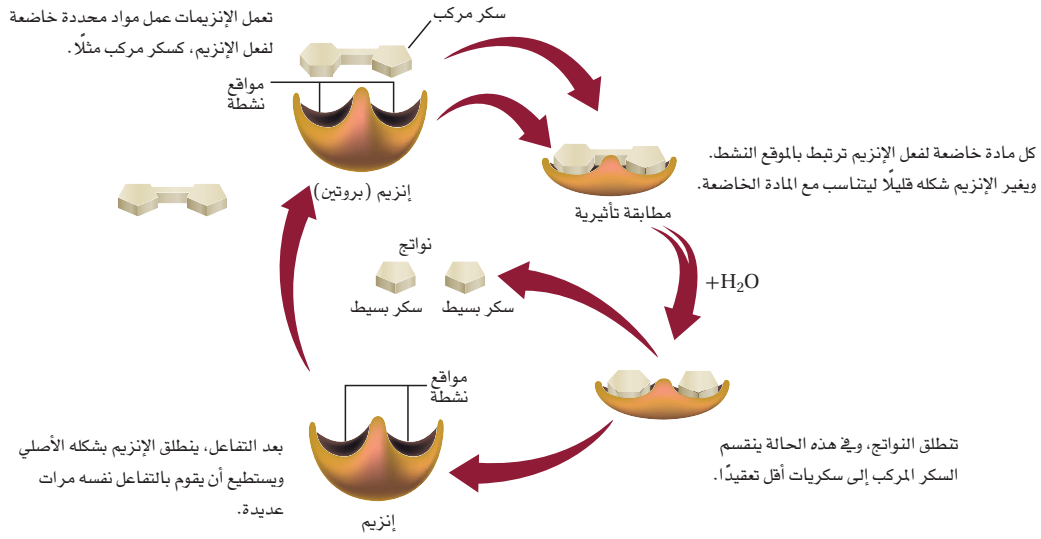 تعمل الإنزيمات عمل مواد محددة خاضعة
لفعل الإنزيم، كسكر مركب مثلًا.
سكر مركب
مواقع
نشطة
إنزيم (بروتين)
كل مادة خاضعة لفعل الإنزيم ترتبط بالموقع النشط.
ويغير الإنزيم شكله قليلًا ليتناسب مع المادة الخاضعة.
مطابقة تأثيرية
+H₂O
نواتج
سكر بسيط
سكر بسيط
تنطلق النواتج، وفي هذه الحالة ينقسم
السكر المركب إلى سكريات أقل تعقيدًا.
مواقع
نشطة
إنزيم
بعد التفاعل، ينطلق الإنزيم بشكله الأصلي
ويستطيع أن يقوم بالتفاعل نفسه مرات
عديدة.